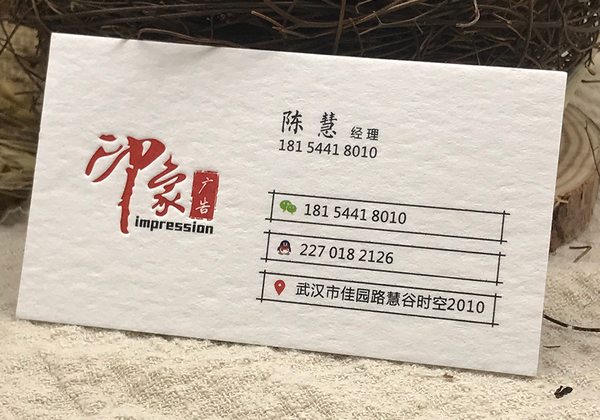 印象
广告
impression
陈 慧 经理
181 5441 8010
181 5441 8010
227 018 2126
武汉市佳园路慧谷时空2010